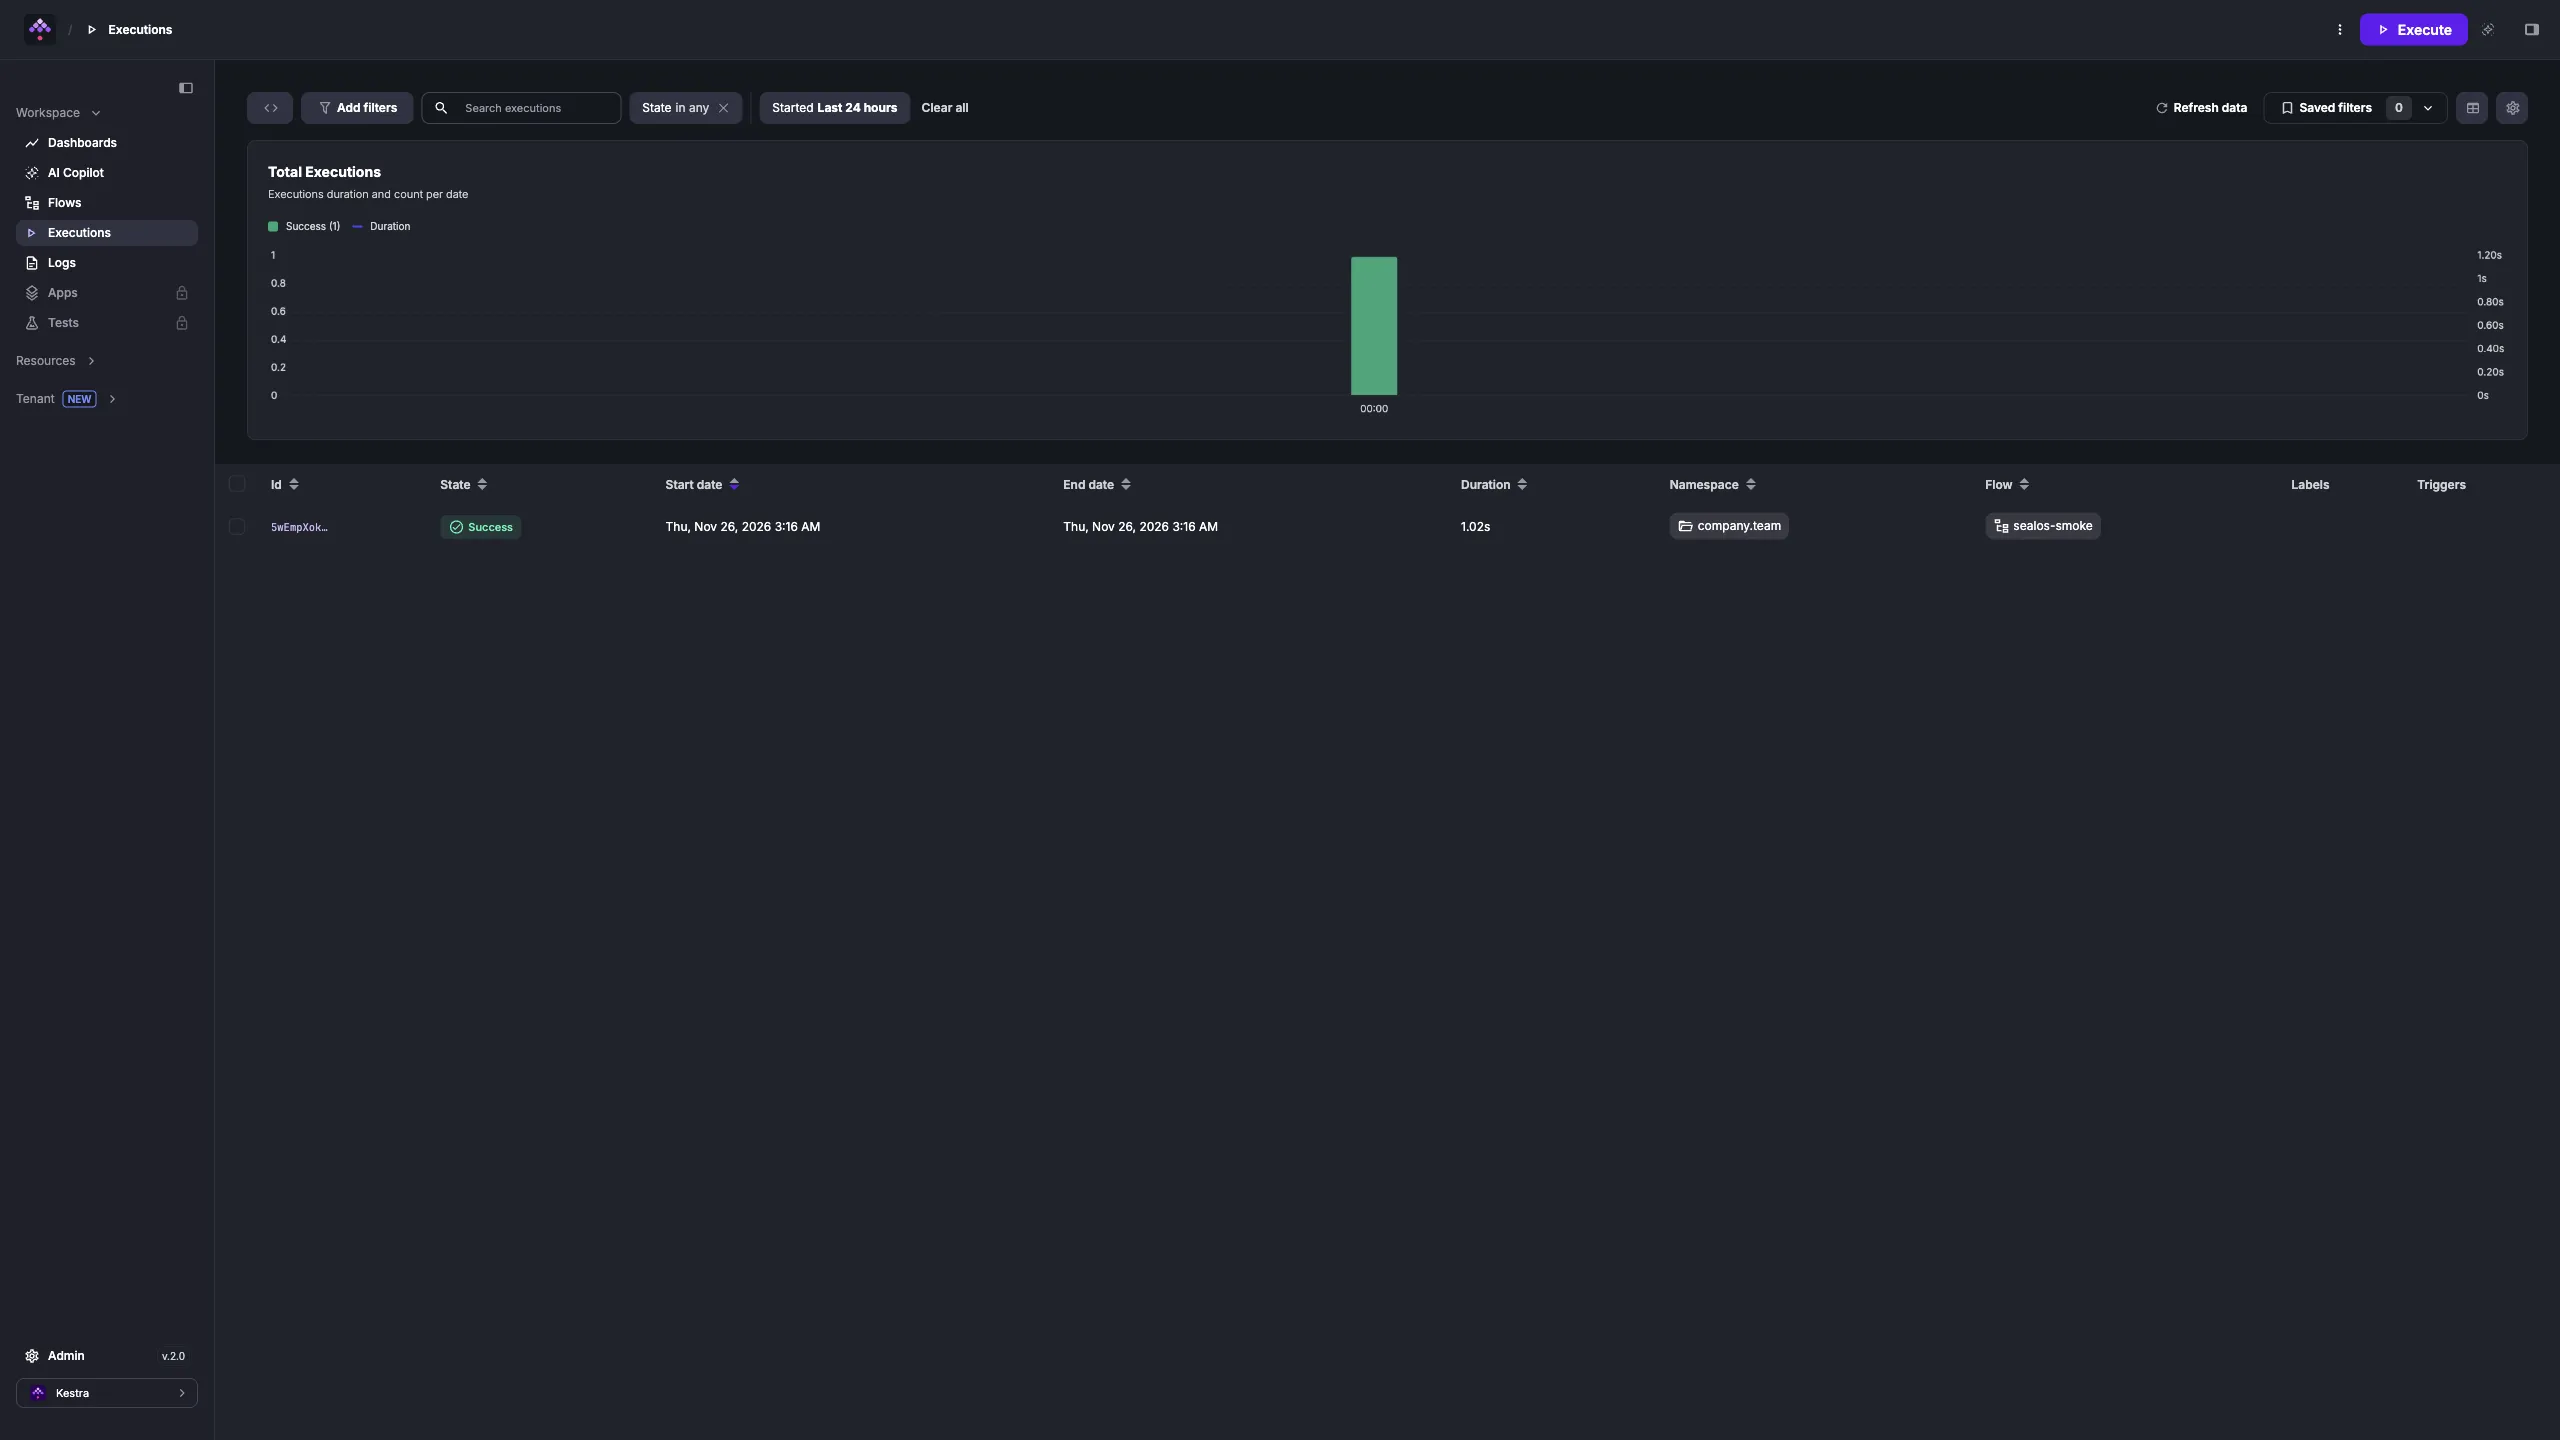 / Executions
Execute
Workspace
Dashboards
AI Copilot
Flows
Executions
Logs
Apps
Tests
Resources
Tenant NEW
Add filters
Search executions
State in any
Started Last 24 hours
Clear all
Refresh data
Saved filters 0
Total Executions
Executions duration and count per date
Success (1) Duration
1
0.8
0.6
0.4
0.2
0
1.20s
1s
0.80s
0.60s
0.40s
0.20s
0s
00:00
Id State Start date End date Duration Namespace Flow Labels Triggers
5wEmpXok… Success Thu, Nov 26, 2026 3:16 AM Thu, Nov 26, 2026 3:16 AM 1.02s company.team sealos-smoke
Admin v.2.0
Kestra